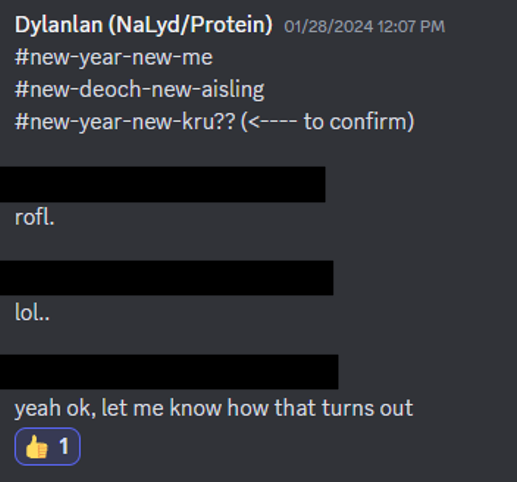 Dylanlan (NaLyd/Protein) 01/28/2024 12:07 PM
#new-year-new-me
#new-deoch-new-aisling
#new-year-new-kru?? (<---- to confirm)
rofl.
lol..
yeah ok, let me know how that turns out
👍 1